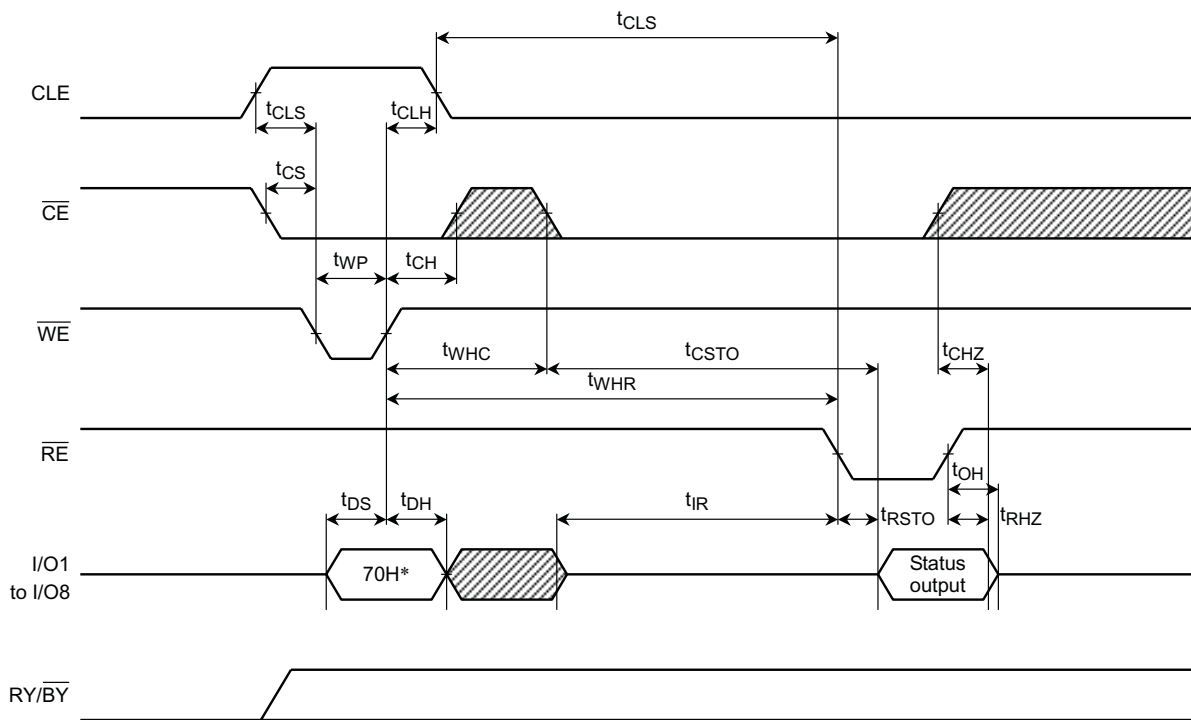 tCLS
CLE
tCLS
tCLH
tCS
CE
tWP
tCH
WE
tWHC
tCSTO
tCHZ
tWHR
RE
tOH
tDS
tDH
tIR
tRSTO
tRHZ
I/O1
to I/O8
70H*
Status
output
RY/BY